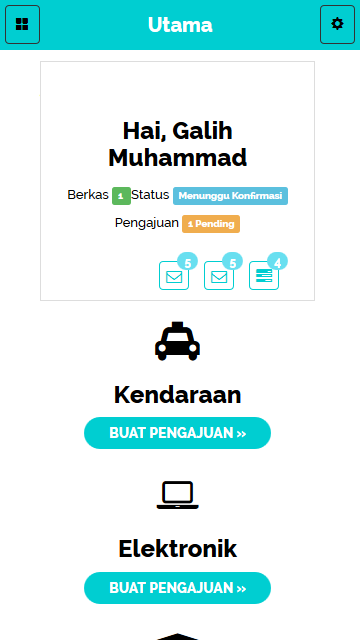 Utama
Hai, Galih
Muhammad
Berkas 1 Status Menunggu Konfirmasi
Pengajuan 1 Pending
5 5 4
Kendaraan
BUAT PENGAJUAN »
Elektronik
BUAT PENGAJUAN »